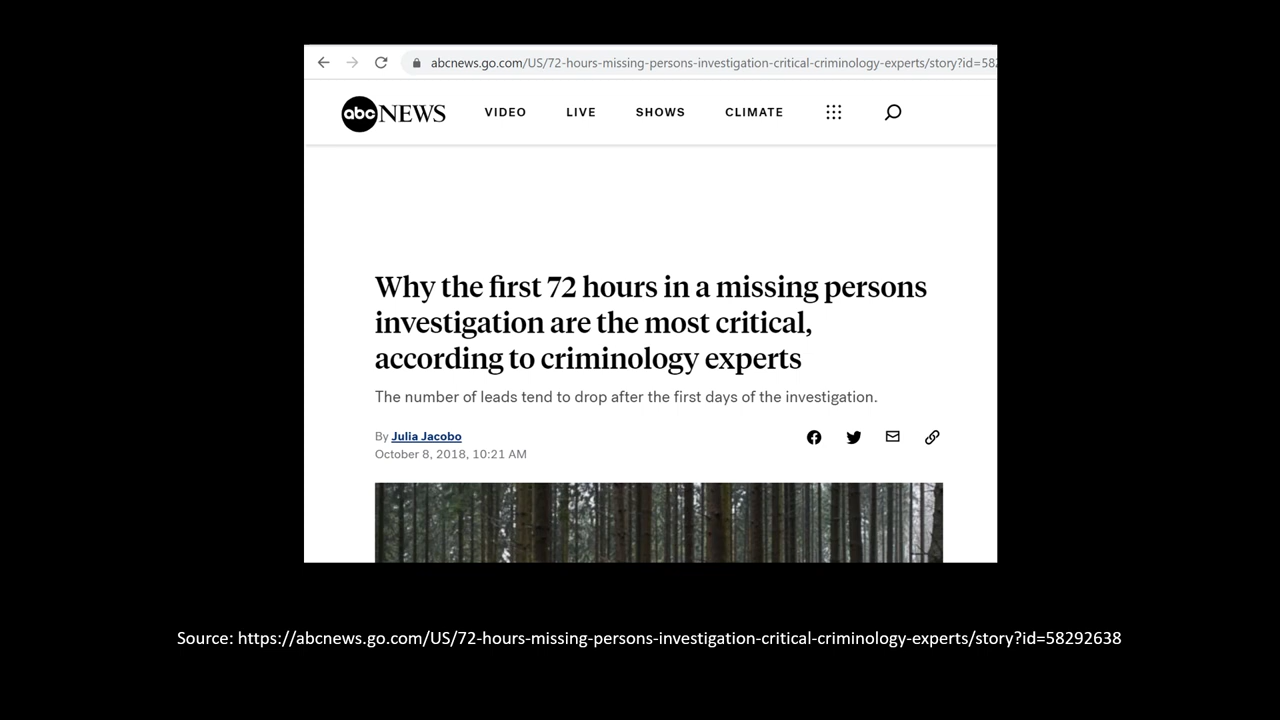 abcnews.go.com/US/72-hours-missing-persons-investigation-critical-criminology-experts/story?id=582
abc NEWS VIDEO LIVE SHOWS CLIMATE
Why the first 72 hours in a missing persons
investigation are the most critical,
according to criminology experts
The number of leads tend to drop after the first days of the investigation.
By Julia Jacobo
October 8, 2018, 10:21 AM
Source: https://abcnews.go.com/US/72-hours-missing-persons-investigation-critical-criminology-experts/story?id=58292638